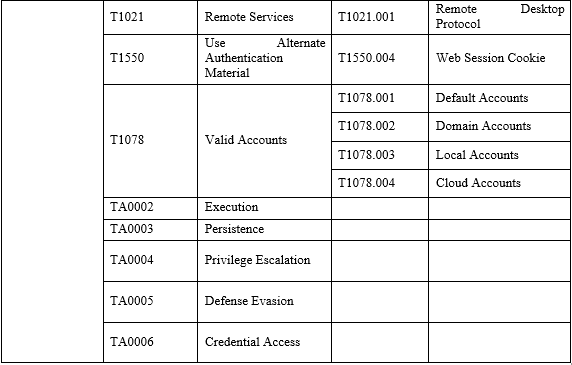 T1021 Remote Services T1021.001 Remote Desktop
Protocol
T1550 Use Alternate
Authentication
Material T1550.004 Web Session Cookie
T1078 Valid Accounts T1078.001 Default Accounts
T1078.002 Domain Accounts
T1078.003 Local Accounts
T1078.004 Cloud Accounts
TA0002 Execution
TA0003 Persistence
TA0004 Privilege Escalation
TA0005 Defense Evasion
TA0006 Credential Access